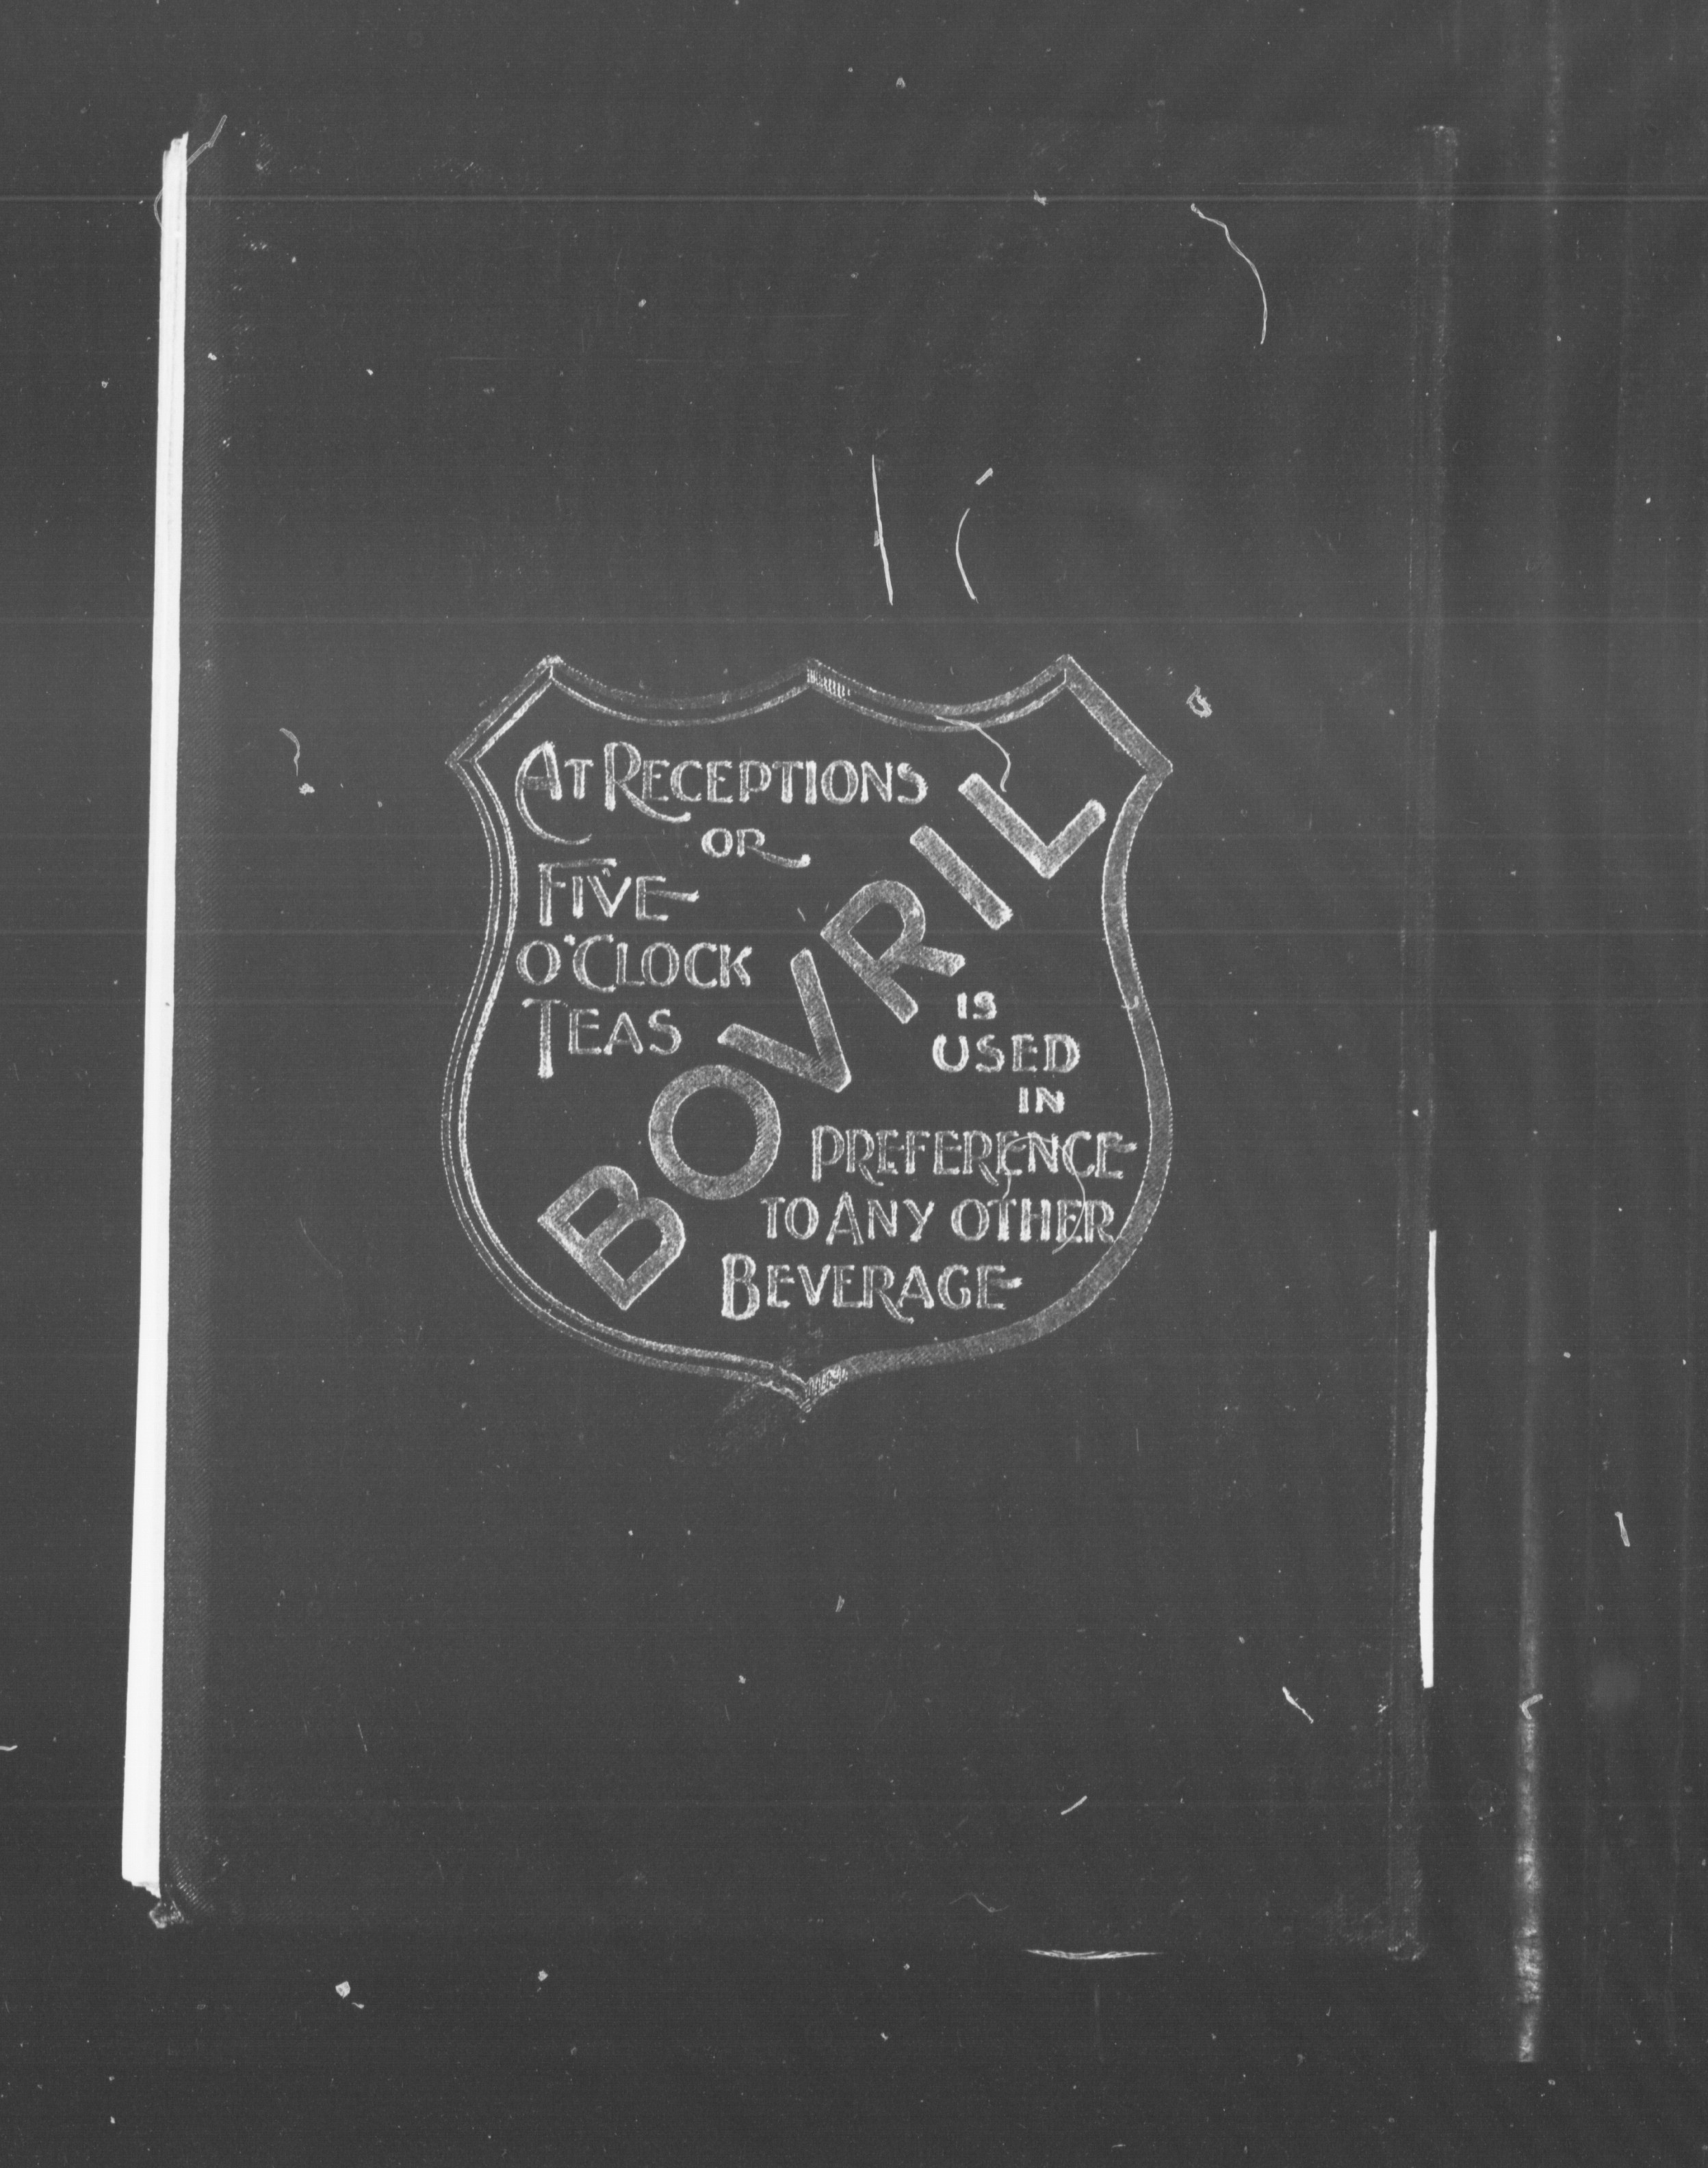 AT RECEPTIONS
OR
FIVE
O'CLOCK
TEAS
BOVRIL
IS
USED
IN
PREFERENCE
TO ANY OTHER
BEVERAGE